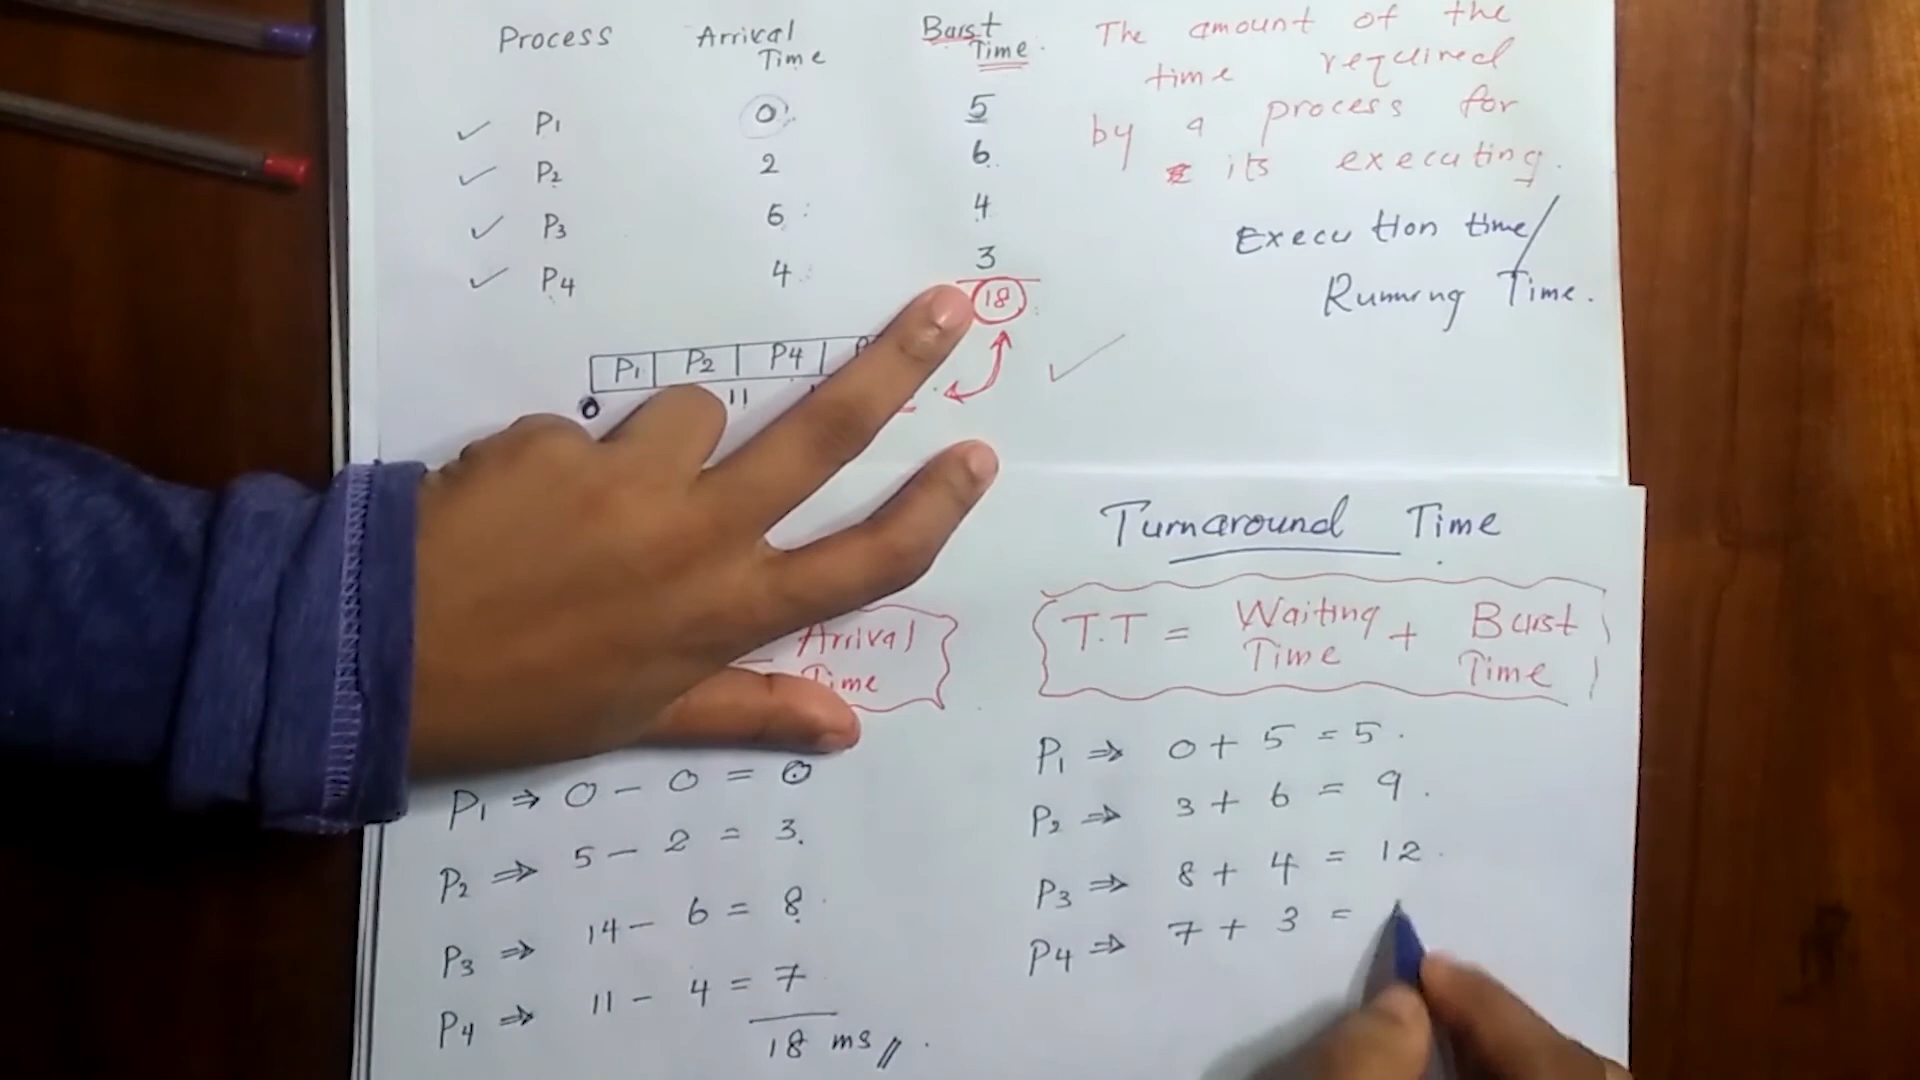 Process Arrival Time Burst Time.
P1 0 5
P2 2 6
P3 6 4
P4 4 3
18
The amount of the
time required
by a process for
its executing.
Execution time/
Running Time.
P1 P2 P4
0 11
Arrival
Time
P1 ⇒ 0 - 0 = 0
P2 ⇒ 5 - 2 = 3.
P3 ⇒ 14 - 6 = 8
P4 ⇒ 11 - 4 = 7
18 ms //.
Turnaround Time
T.T = Waiting Time + Burst Time
P1 ⇒ 0 + 5 = 5.
P2 ⇒ 3 + 6 = 9.
P3 ⇒ 8 + 4 = 12.
P4 ⇒ 7 + 3 =